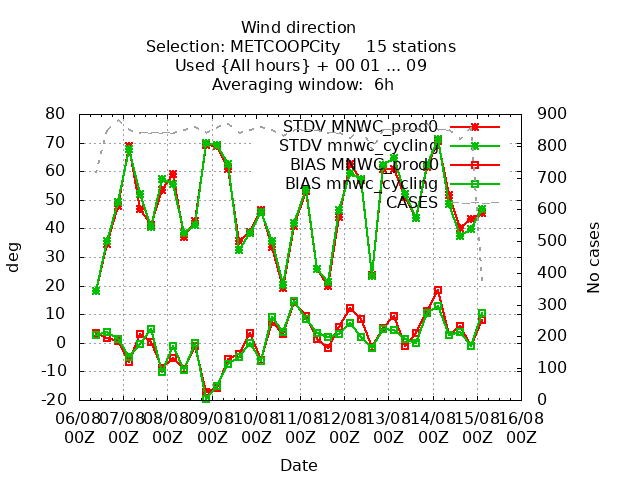 Wind direction
Selection: METCOOPCity 15 stations
Used {All hours} + 00 01 ... 09
Averaging window: 6h
80
70
60
50
40
30
20
10
0
-10
-20
deg
900
800
700
600
500
400
300
200
100
0
No cases
STDV MNWC_prod0
STDV mnwc_cycling
BIAS MNWC_prod0
BIAS mnwc_cycling
CASES
06/08 07/08 08/08 09/08 10/08 11/08 12/08 13/08 14/08 15/08 16/08
00Z 00Z 00Z 00Z 00Z 00Z 00Z 00Z 00Z 00Z 00Z
Date